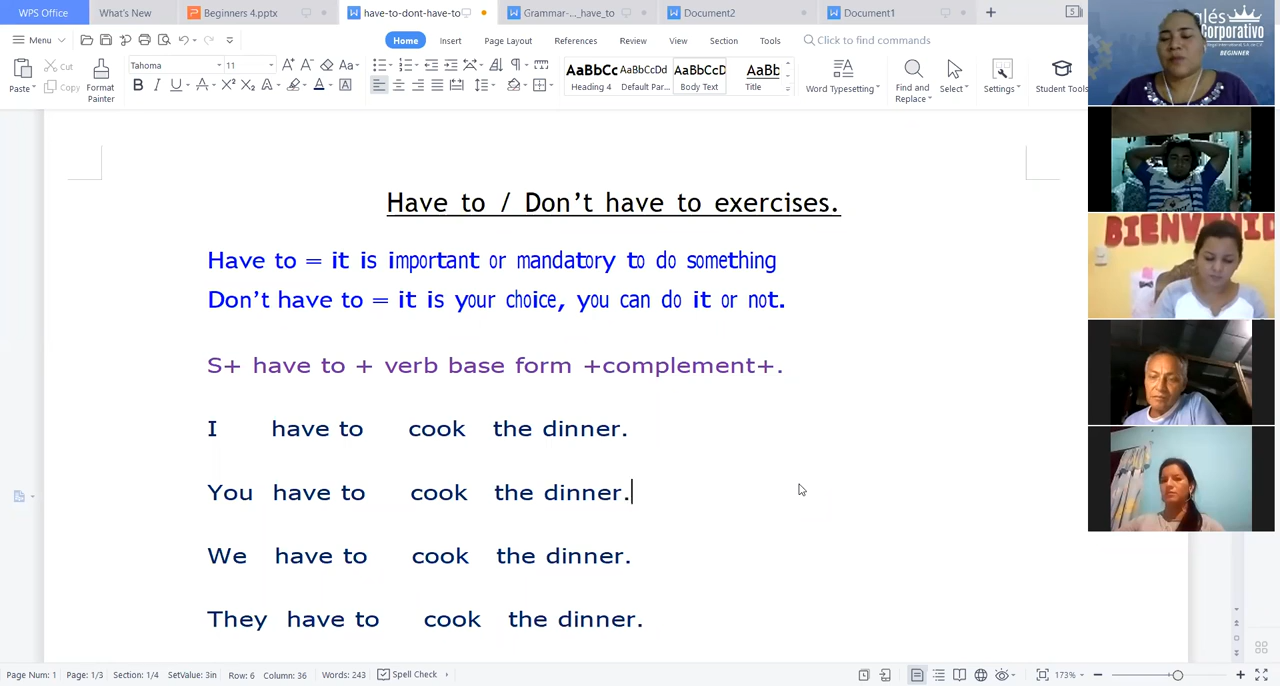 WPS Office
What's New
Beginners 4.pptx
have-to-dont-have-to
Grammar-..._have_to
Document2
Document1
5
Menu
Home
Insert
Page Layout
References
Review
View
Section
Tools
Click to find commands
Paste
Cut
Copy
Format Painter
Tahoma
11
AaBbCc
Heading 4
AaBbCcDd
Default Par...
AaBbCcD
Body Text
AaBb
Title
Word Typesetting
Find and Replace
Select
Settings
Student Tools
Have to / Don't have to exercises.
Have to = it is important or mandatory to do something
Don't have to = it is your choice, you can do it or not.
S+ have to + verb base form +complement+.
I have to cook the dinner.
You have to cook the dinner.
We have to cook the dinner.
They have to cook the dinner.
Page Num: 1
Page: 1/3
Section: 1/4
SetValue: 3in
Row: 6
Column: 36
Words: 243
Spell Check
173%
glés
Corporativo
BEGINNER
BIENVENID